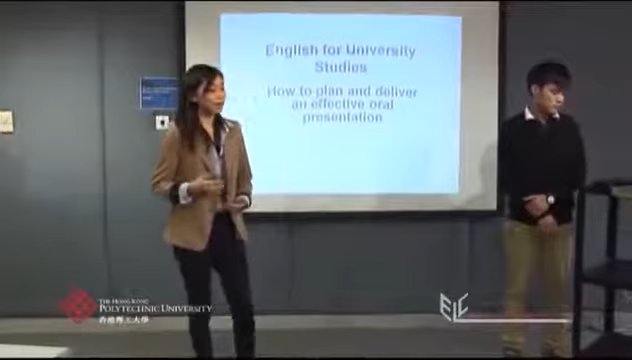 English for University
Studies
How to plan and deliver
an effective oral
presentation
THE HONG KONG
POLYTECHNIC UNIVERSITY
香港理工大學
ELC